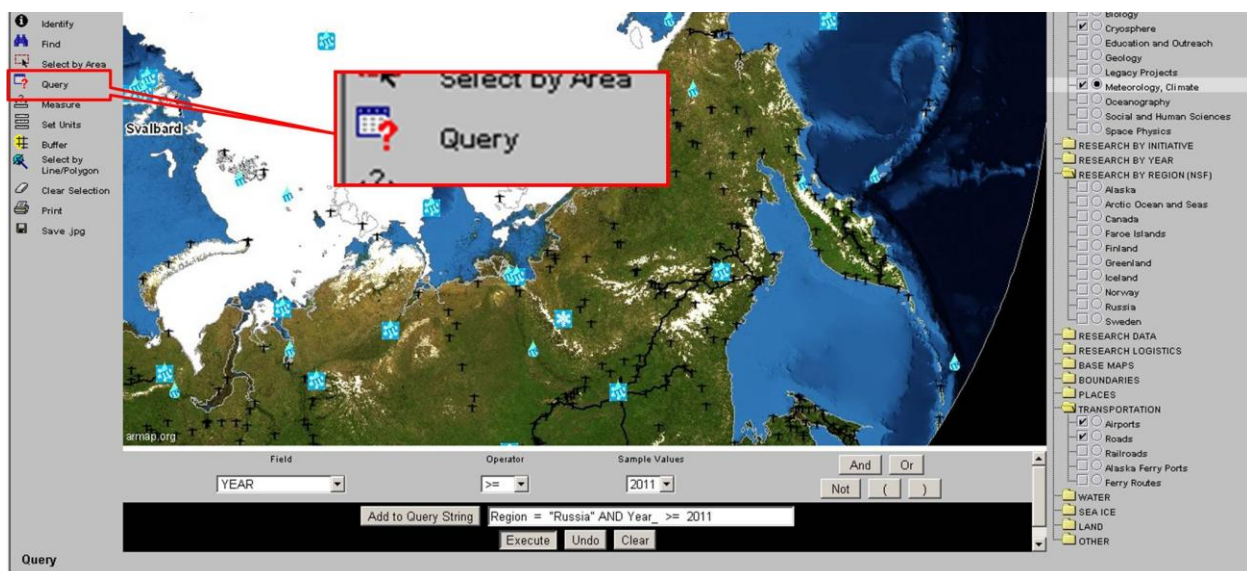 Identify
Find
Select by Area
Query
Measure
Set Units
Buffer
Select by
Line/Polygon
Clear Selection
Print
Save .jpg
Svalbard
Select by Area
Query
armap.org
Biology
Cryosphere
Education and Outreach
Geology
Legacy Projects
Meteorology, Climate
Oceanography
Social and Human Sciences
Space Physics
RESEARCH BY INITIATIVE
RESEARCH BY YEAR
RESEARCH BY REGION (NSF)
Alaska
Arctic Ocean and Seas
Canada
Faroe Islands
Finland
Greenland
Iceland
Norway
Russia
Sweden
RESEARCH DATA
RESEARCH LOGISTICS
BASE MAPS
BOUNDARIES
PLACES
TRANSPORTATION
Airports
Roads
Railroads
Alaska Ferry Ports
Ferry Routes
WATER
SEA ICE
LAND
OTHER
Field Operator Sample Values
YEAR >= 2011
And Or
Not ( )
Add to Query String Region = "Russia" AND Year_ >= 2011
Execute Undo Clear
Query